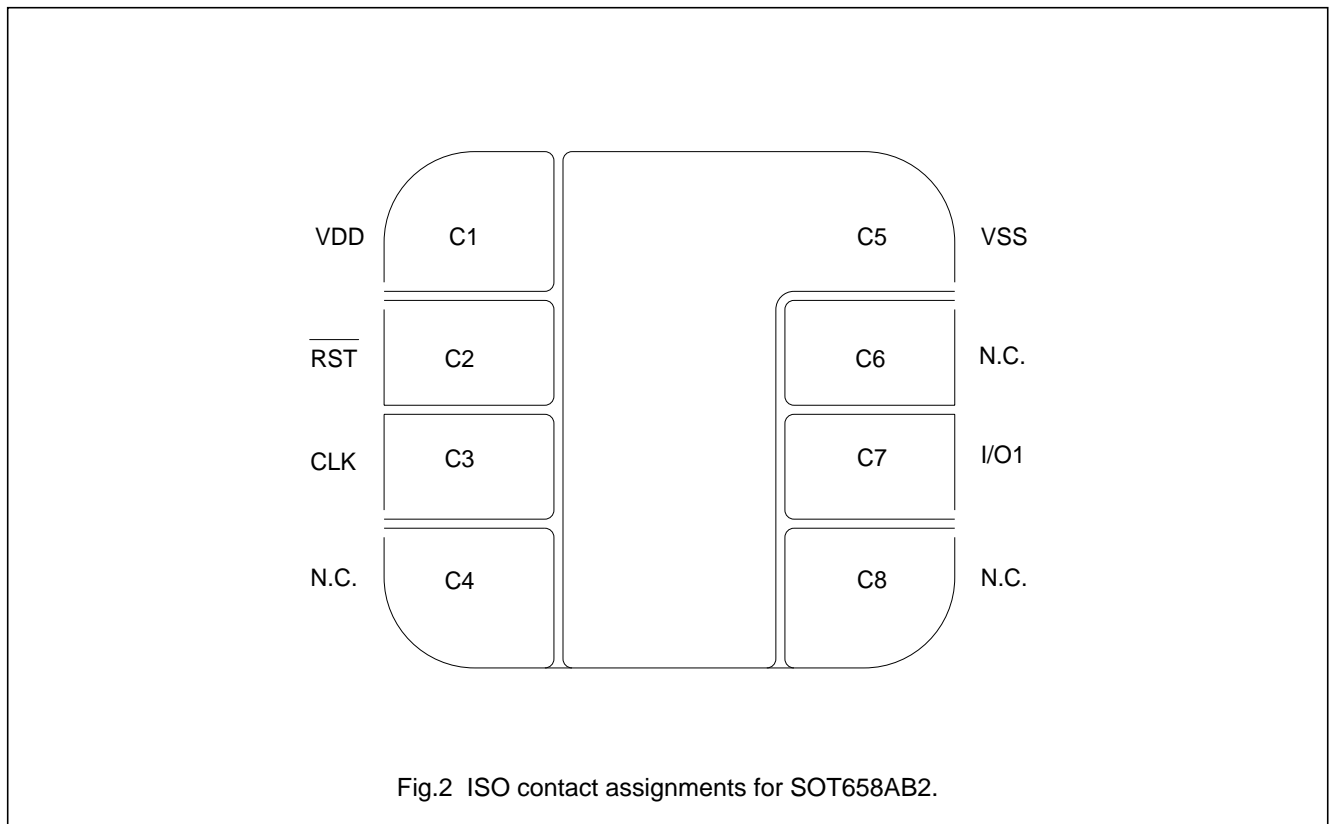 VDD C1 C5 VSS
RST C2 C6 N.C.
CLK C3 C7 I/O1
N.C. C4 C8 N.C.
Fig.2 ISO contact assignments for SOT658AB2.